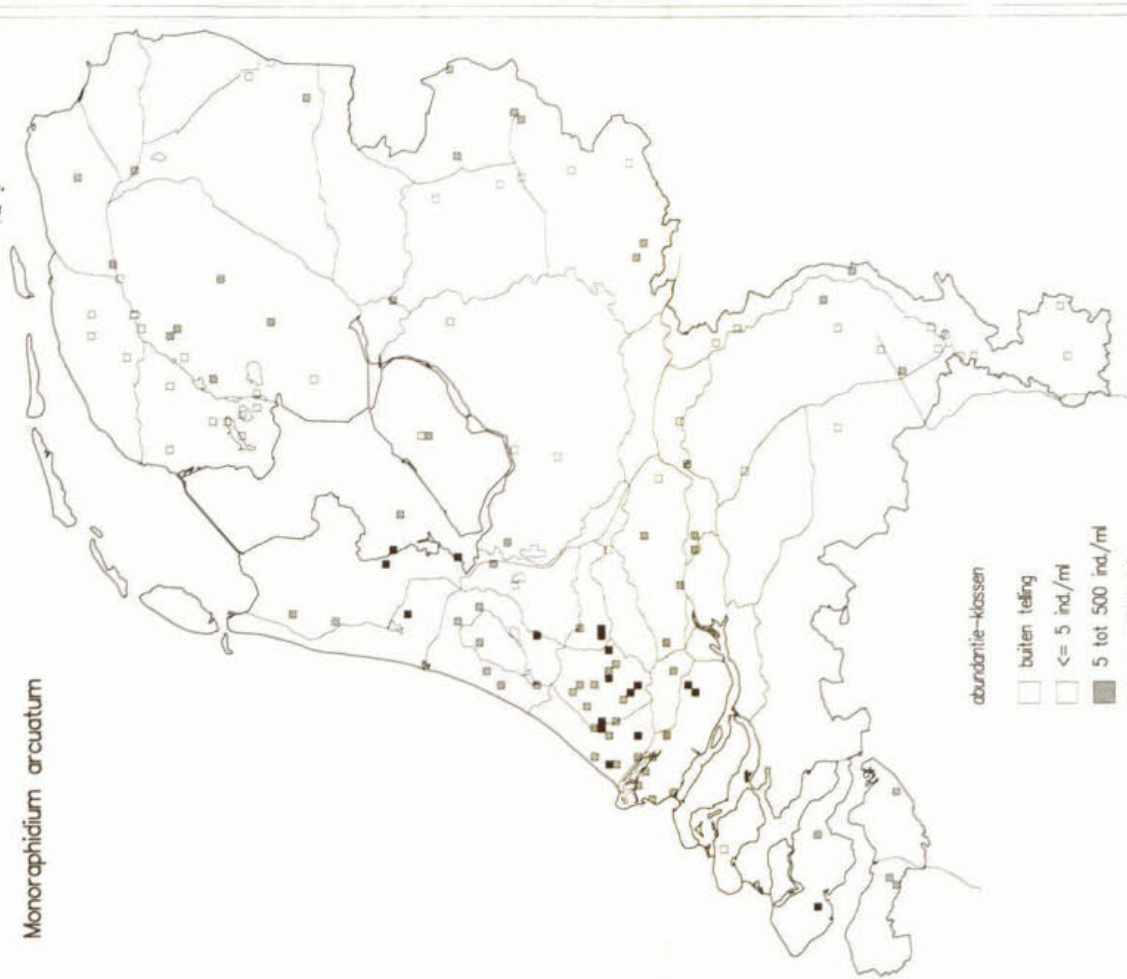 Monoraphidium arcuatum
abundantie-klassen
buiten telling
<= 5 ind./ml
5 tot 500 ind./ml